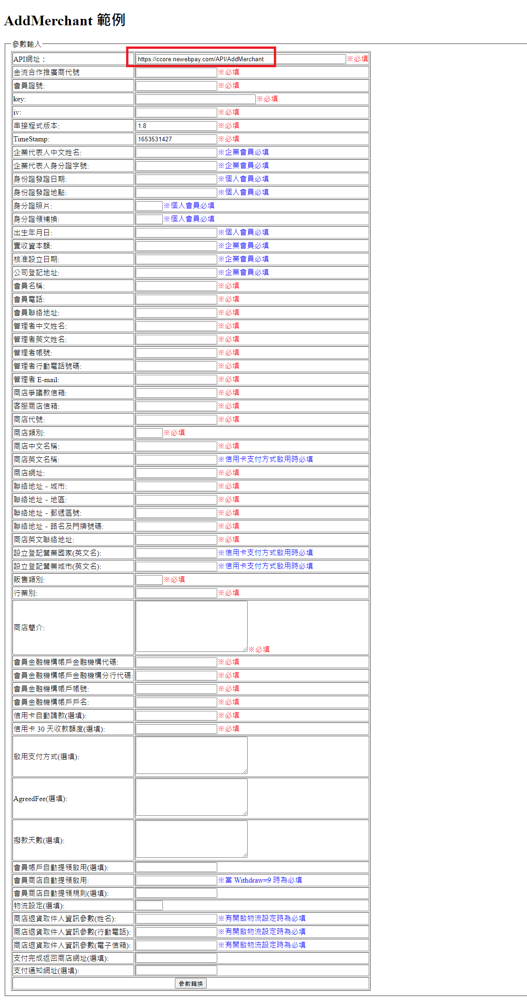 AddMerchant 範例
參數輸入
API網址： https://ccore.newebpay.com/API/AddMerchant ※必填
金流合作推廣商代號 ※必填
會員證號: ※必填
key: ※必填
iv: ※必填
串接程式版本: 1.8 ※必填
TimeStamp: 1653531427 ※必填
企業代表人中文姓名: ※企業會員必填
企業代表人身分證字號: ※企業會員必填
身份證發證日期: ※個人會員必填
身份證發證地點: ※個人會員必填
身分證照片: ※個人會員必填
身分證領補換: ※個人會員必填
出生年月日: ※個人會員必填
實收資本額: ※企業會員必填
核准設立日期: ※企業會員必填
公司登記地址: ※企業會員必填
會員名稱: ※必填
會員電話: ※必填
會員聯絡地址: ※必填
管理者中文姓名: ※必填
管理者英文姓名: ※必填
管理者帳號: ※必填
管理者行動電話號碼: ※必填
管理者 E-mail: ※必填
商店爭議款信箱: ※必填
客服商店信箱: ※必填
商店代號: ※必填
商店類別: ※必填
商店中文名稱: ※必填
商店英文名稱: ※信用卡支付方式啟用時必填
商店網址: ※必填
聯絡地址 - 城市: ※必填
聯絡地址 - 地區: ※必填
聯絡地址 - 郵遞區號: ※必填
聯絡地址 - 路名及門牌號碼: ※必填
商店英文聯絡地址: ※必填
設立登記營業國家(英文名): ※信用卡支付方式啟用時必填
設立登記營業城市(英文名): ※信用卡支付方式啟用時必填
販售類別: ※必填
行業別: ※必填
商店簡介: ※必填
會員金融機構帳戶金融機構代碼: ※必填
會員金融機構帳戶金融機構分行代碼: ※必填
會員金融機構帳戶帳號: ※必填
會員金融機構帳戶戶名: ※必填
信用卡自動請款(選填): ※必填
信用卡 30 天收款額度(選填): ※必填
啟用支付方式(選填):
AgreedFee(選填):
撥款天數(選填):
會員帳戶自動提領啟用(選填):
會員商店自動提領啟用: ※當 Withdraw=9 時為必填
會員商店自動提領規則(選填):
物流設定(選填):
商店退貨取件人資訊參數(姓名): ※有開啟物流設定時為必填
商店退貨取件人資訊參數(行動電話): ※有開啟物流設定時為必填
商店退貨取件人資訊參數(電子信箱): ※有開啟物流設定時為必填
支付完成返回商店網址(選填):
支付通知網址(選填):
參數轉換